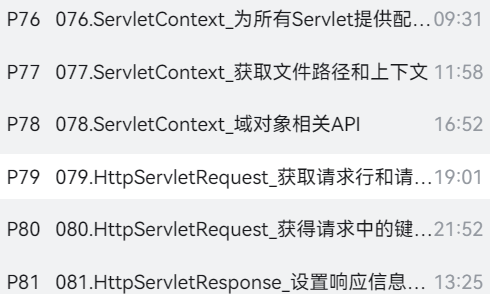 P76 076.ServletContext_为所有Servlet提供配... 09:31
P77 077.ServletContext_获取文件路径和上下文 11:58
P78 078.ServletContext_域对象相关API 16:52
P79 079.HttpServletRequest_获取请求行和请... 19:01
P80 080.HttpServletRequest_获得请求中的键... 21:52
P81 081.HttpServletResponse_设置响应信息... 13:25